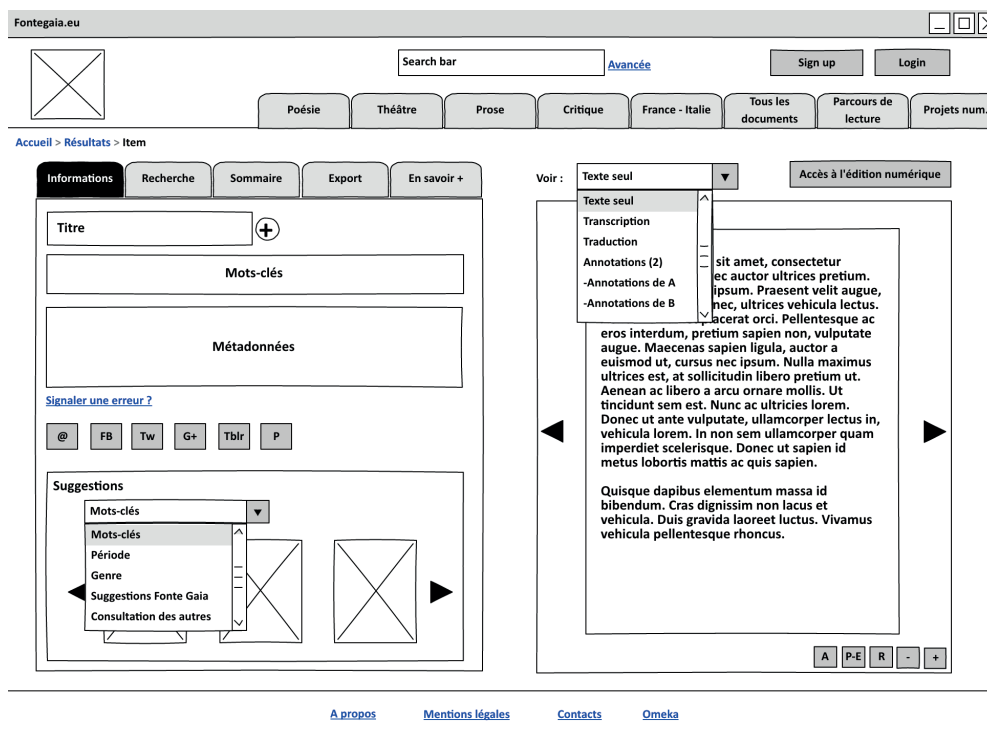 Fontegaia.eu
Search bar
Avancée
Sign up
Login
Poésie
Théâtre
Prose
Critique
France - Italie
Tous les
documents
Parcours de
lecture
Projets num.
Accueil > Résultats > Item
Informations
Recherche
Sommaire
Export
En savoir +
Titre
+
Mots-clés
Métadonnées
Signaler une erreur ?
@
FB
Tw
G+
Tblr
P
Suggestions
Mots-clés
Mots-clés
Période
Genre
Suggestions Fonte Gaia
Consultation des autres
Voir :
Texte seul
Accès à l'édition numérique
Texte seul
Transcription
Traduction
Annotations (2)
-Annotations de A
-Annotations de B
sit amet, consectetur
ec auctor ultrices pretium.
ipsum. Praesent velit augue,
nec, ultrices vehicula lectus.
acerat orci. Pellentesque ac
eros interdum, pretium sapien non, vulputate
augue. Maecenas sapien ligula, auctor a
euismod ut, cursus nec ipsum. Nulla maximus
ultrices est, at sollicitudin libero pretium ut.
Aenean ac libero a arcu ornare mollis. Ut
tincidunt sem est. Nunc ac ultricies lorem.
Donec ut ante vulputate, ullamcorper lectus in,
vehicula lorem. In non sem ullamcorper quam
imperdiet scelerisque. Donec ut sapien id
metus lobortis mattis ac quis sapien.
Quisque dapibus elementum massa id
bibendum. Cras dignissim non lacus et
vehicula. Duis gravida laoreet luctus. Vivamus
vehicula pellentesque rhoncus.
A
P-E
R
-
+
A propos
Mentions légales
Contacts
Omeka